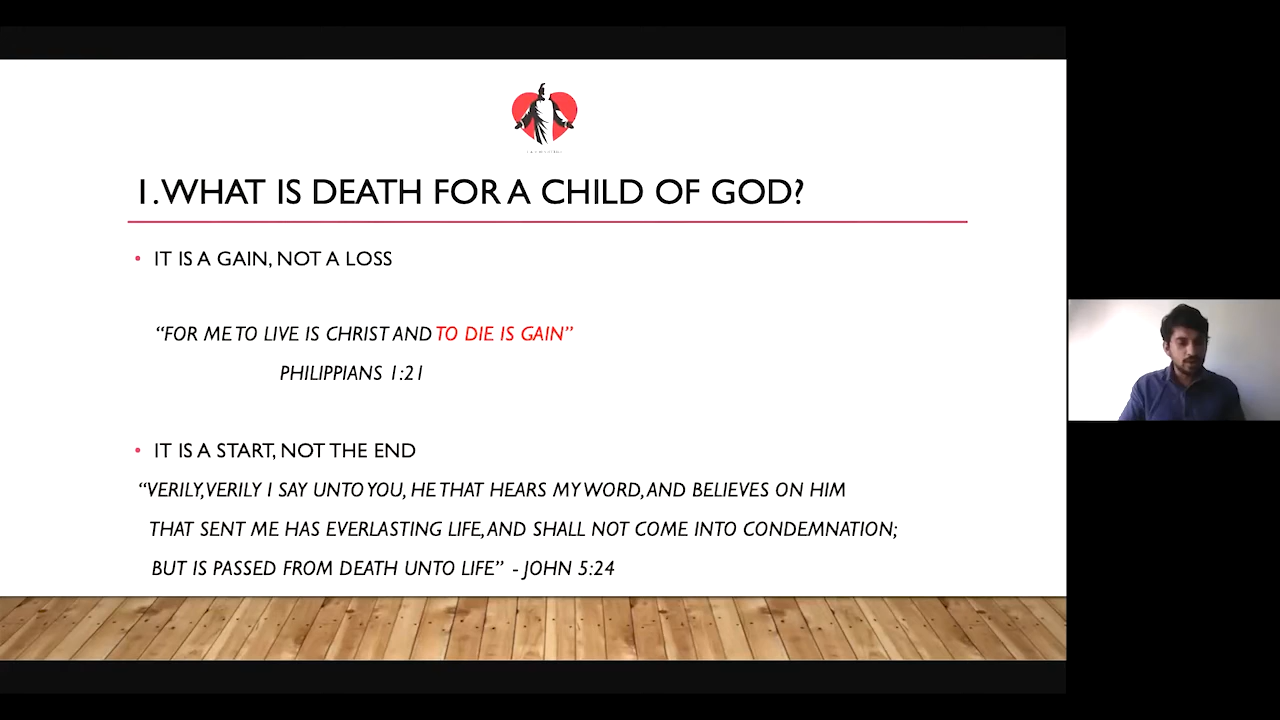 1. WHAT IS DEATH FOR A CHILD OF GOD?
• IT IS A GAIN, NOT A LOSS
“FOR ME TO LIVE IS CHRIST AND TO DIE IS GAIN”
PHILIPPIANS 1:21
• IT IS A START, NOT THE END
“VERILY, VERILY I SAY UNTO YOU, HE THAT HEARS MY WORD, AND BELIEVES ON HIM
THAT SENT ME HAS EVERLASTING LIFE, AND SHALL NOT COME INTO CONDEMNATION;
BUT IS PASSED FROM DEATH UNTO LIFE” - JOHN 5:24